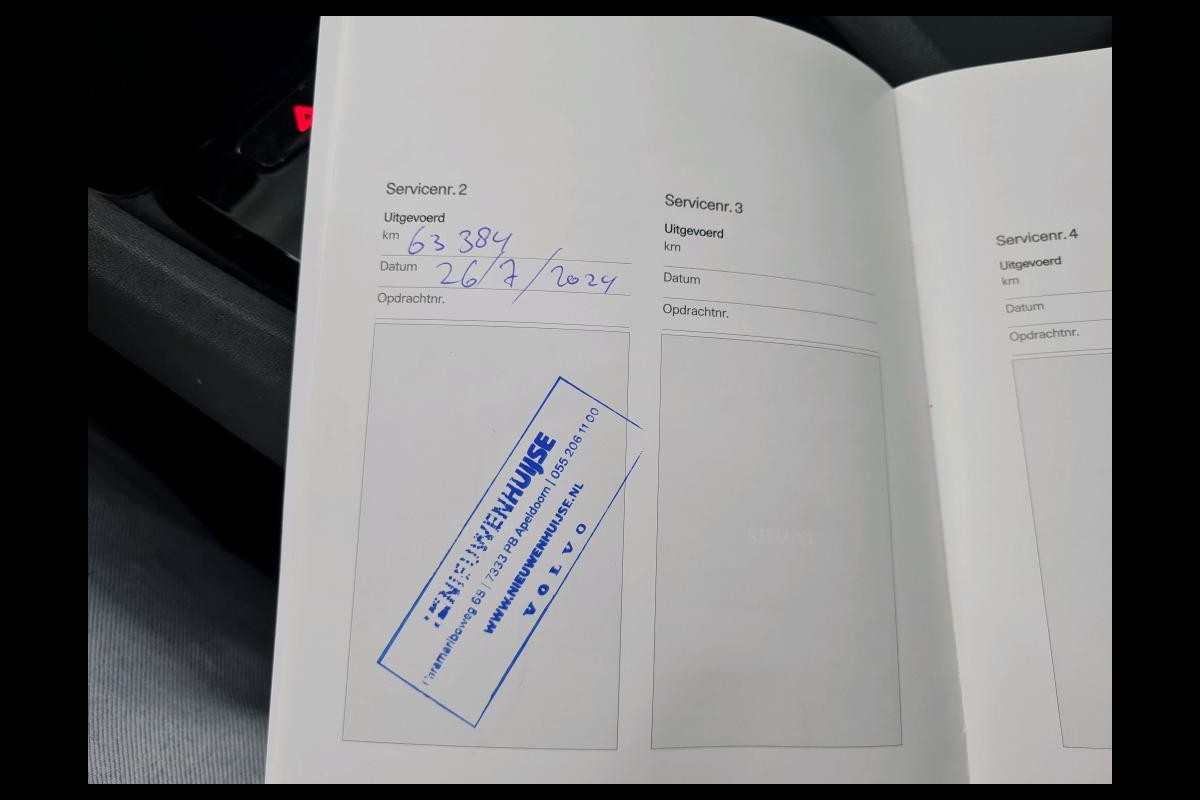 Servicenr. 2
Uitgevoerd
km 63 384
Datum 26/7/2024
Opdrachtnr.
NIEUWENHUIJSE
Paramariboweg 68 | 7333 PB Apeldoorn | 055 206 11 00
WWW.NIEUWENHUIJSE.NL
VOLVO
Servicenr. 3
Uitgevoerd
km
Datum
Opdrachtnr.
STEMPEL
Servicenr. 4
Uitgevoerd
km
Datum
Opdrachtnr.